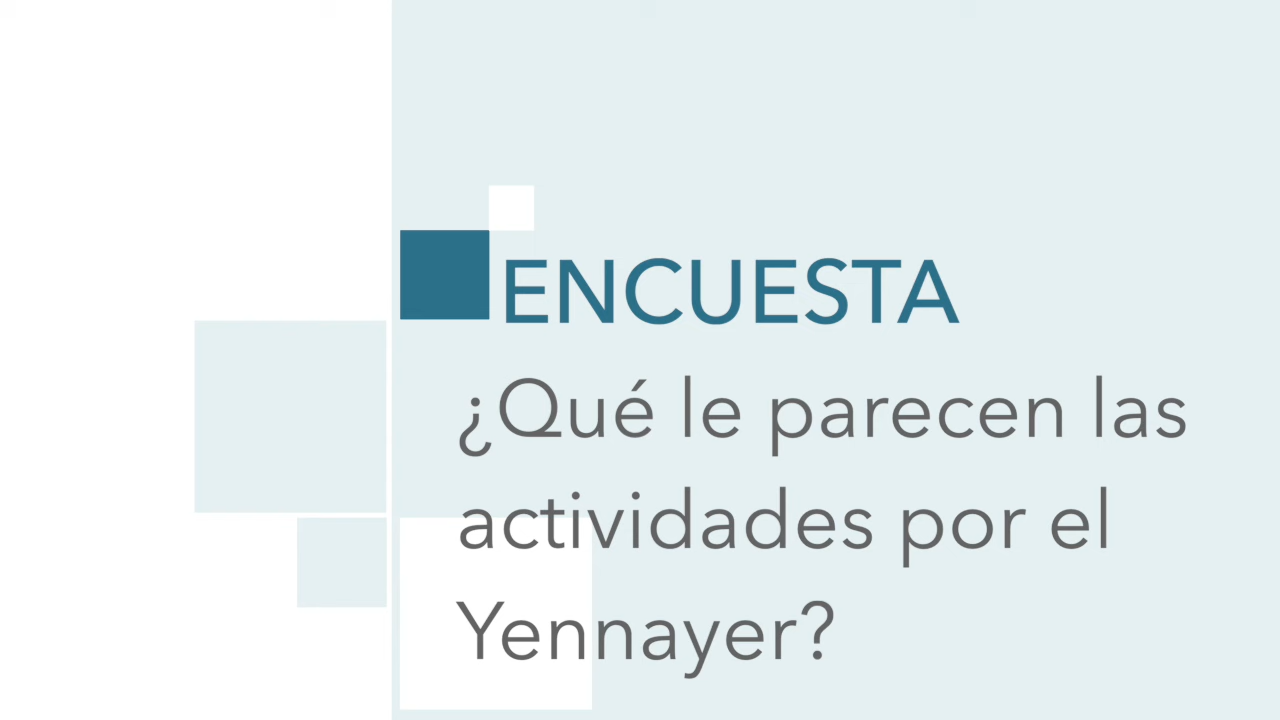 ENCUESTA
¿Qué le parecen las
actividades por el
Yennayer?